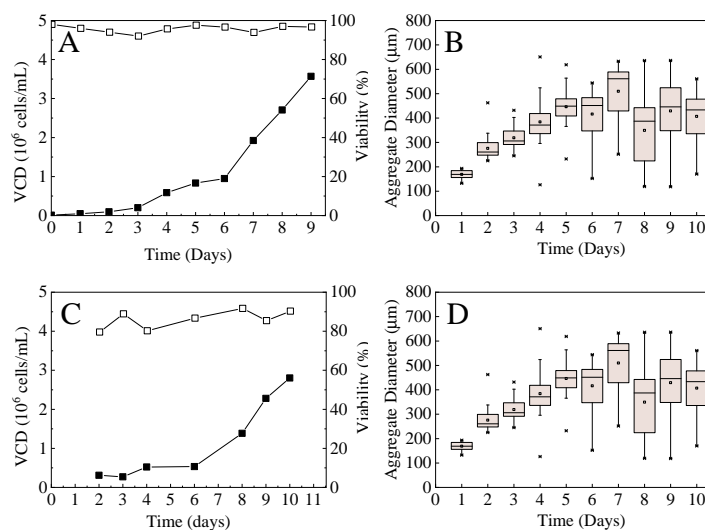 A
VCD (10⁶ cells/mL)
5
4
3
2
1
0
100
80
60
40
20
0
Viability (%)
0 1 2 3 4 5 6 7 8 9
Time (Days)
B
Aggregate Diameter (µm)
800
700
600
500
400
300
200
100
0
1 2 3 4 5 6 7 8 9 10
Time (Days)
C
VCD (10⁶ cells/mL)
5
4
3
2
1
0
100
80
60
40
20
0
Viability (%)
0 1 2 3 4 5 6 7 8 9 10 11
Time (days)
D
Aggregate Diameter (µm)
800
700
600
500
400
300
200
100
0
1 2 3 4 5 6 7 8 9 10
Time (Days)